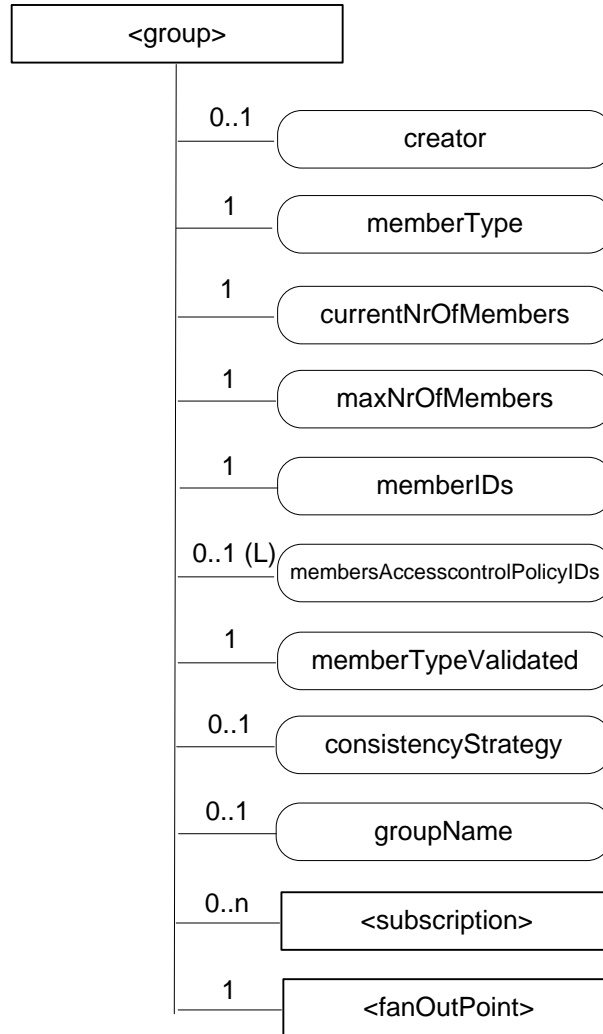 <group>
0..1
creator
1
memberType
1
currentNrOfMembers
1
maxNrOfMembers
1
memberIDs
0..1 (L)
membersAccesscontrolPolicyIDs
1
memberTypeValidated
0..1
consistencyStrategy
0..1
groupName
0..n
<subscription>
1
<fanOutPoint>